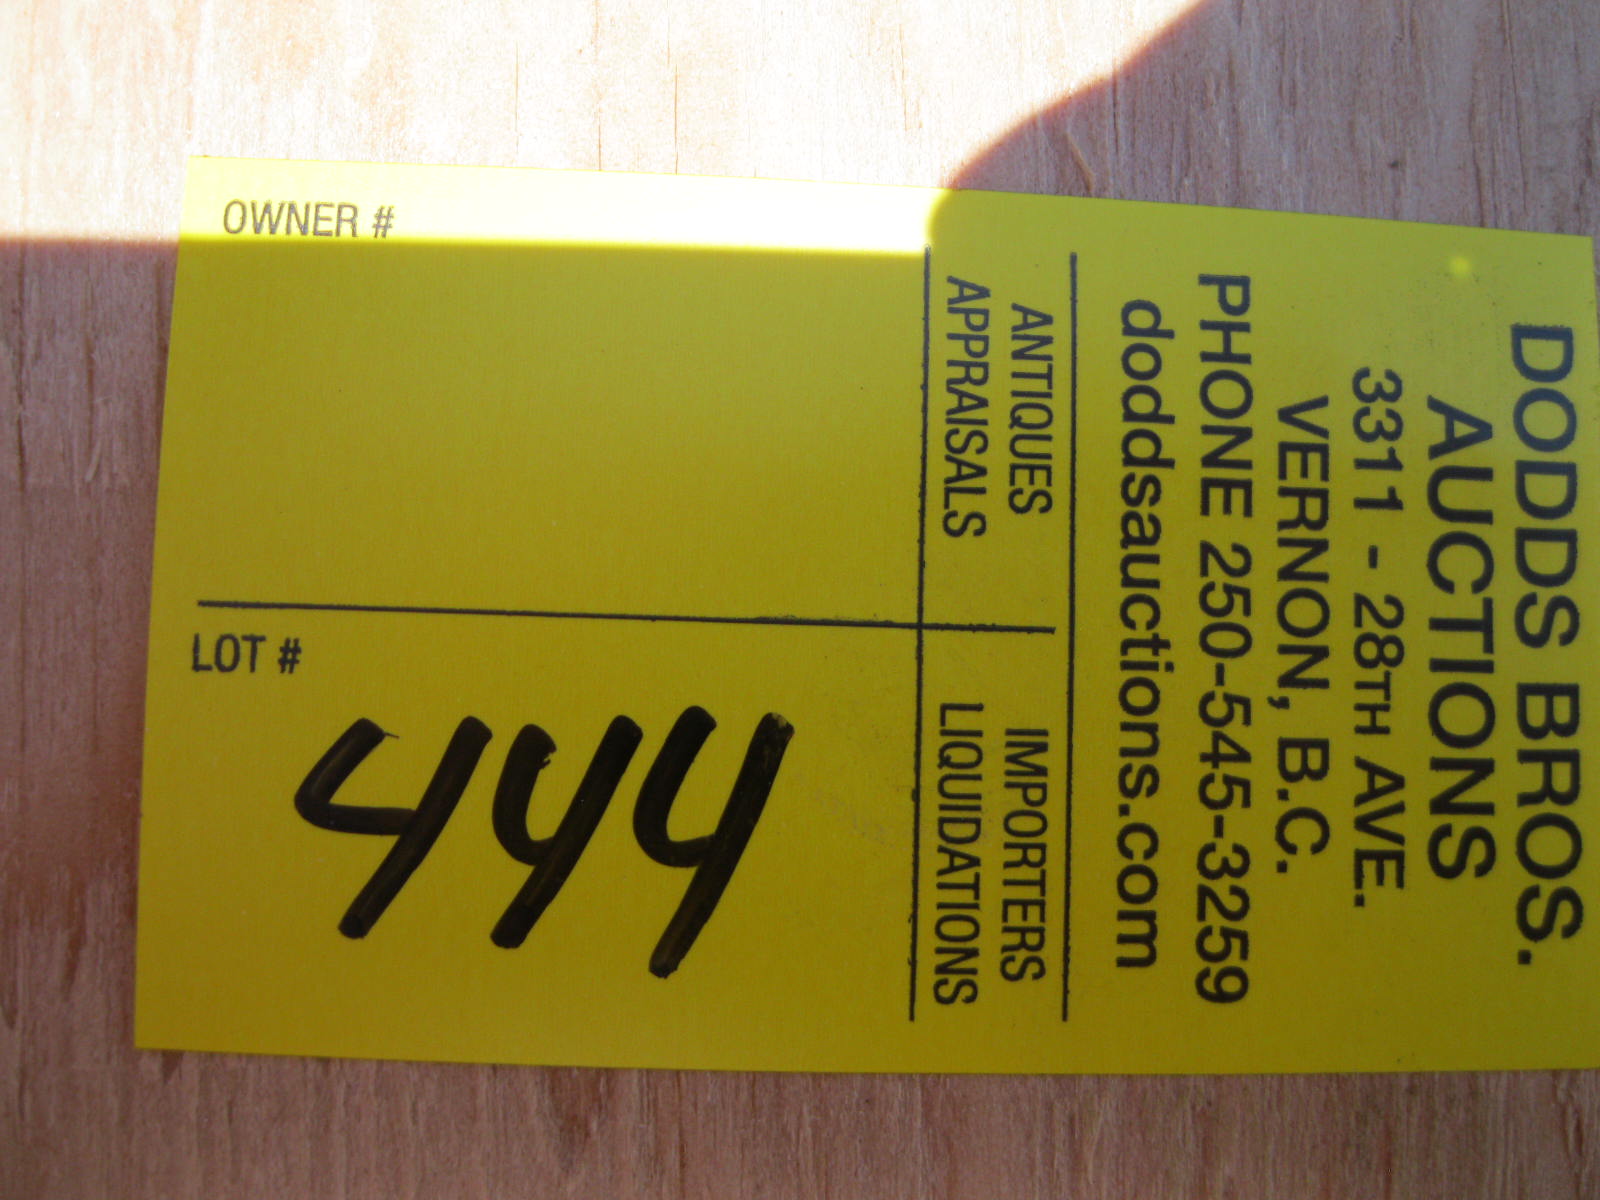 DODDS BROS.
AUCTIONS
3311 - 28TH AVE.
VERNON, B.C.
PHONE 250-545-3259
doddsauctions.com
ANTIQUES
APPRAISALS
IMPORTERS
LIQUIDATIONS
OWNER #
LOT #
444